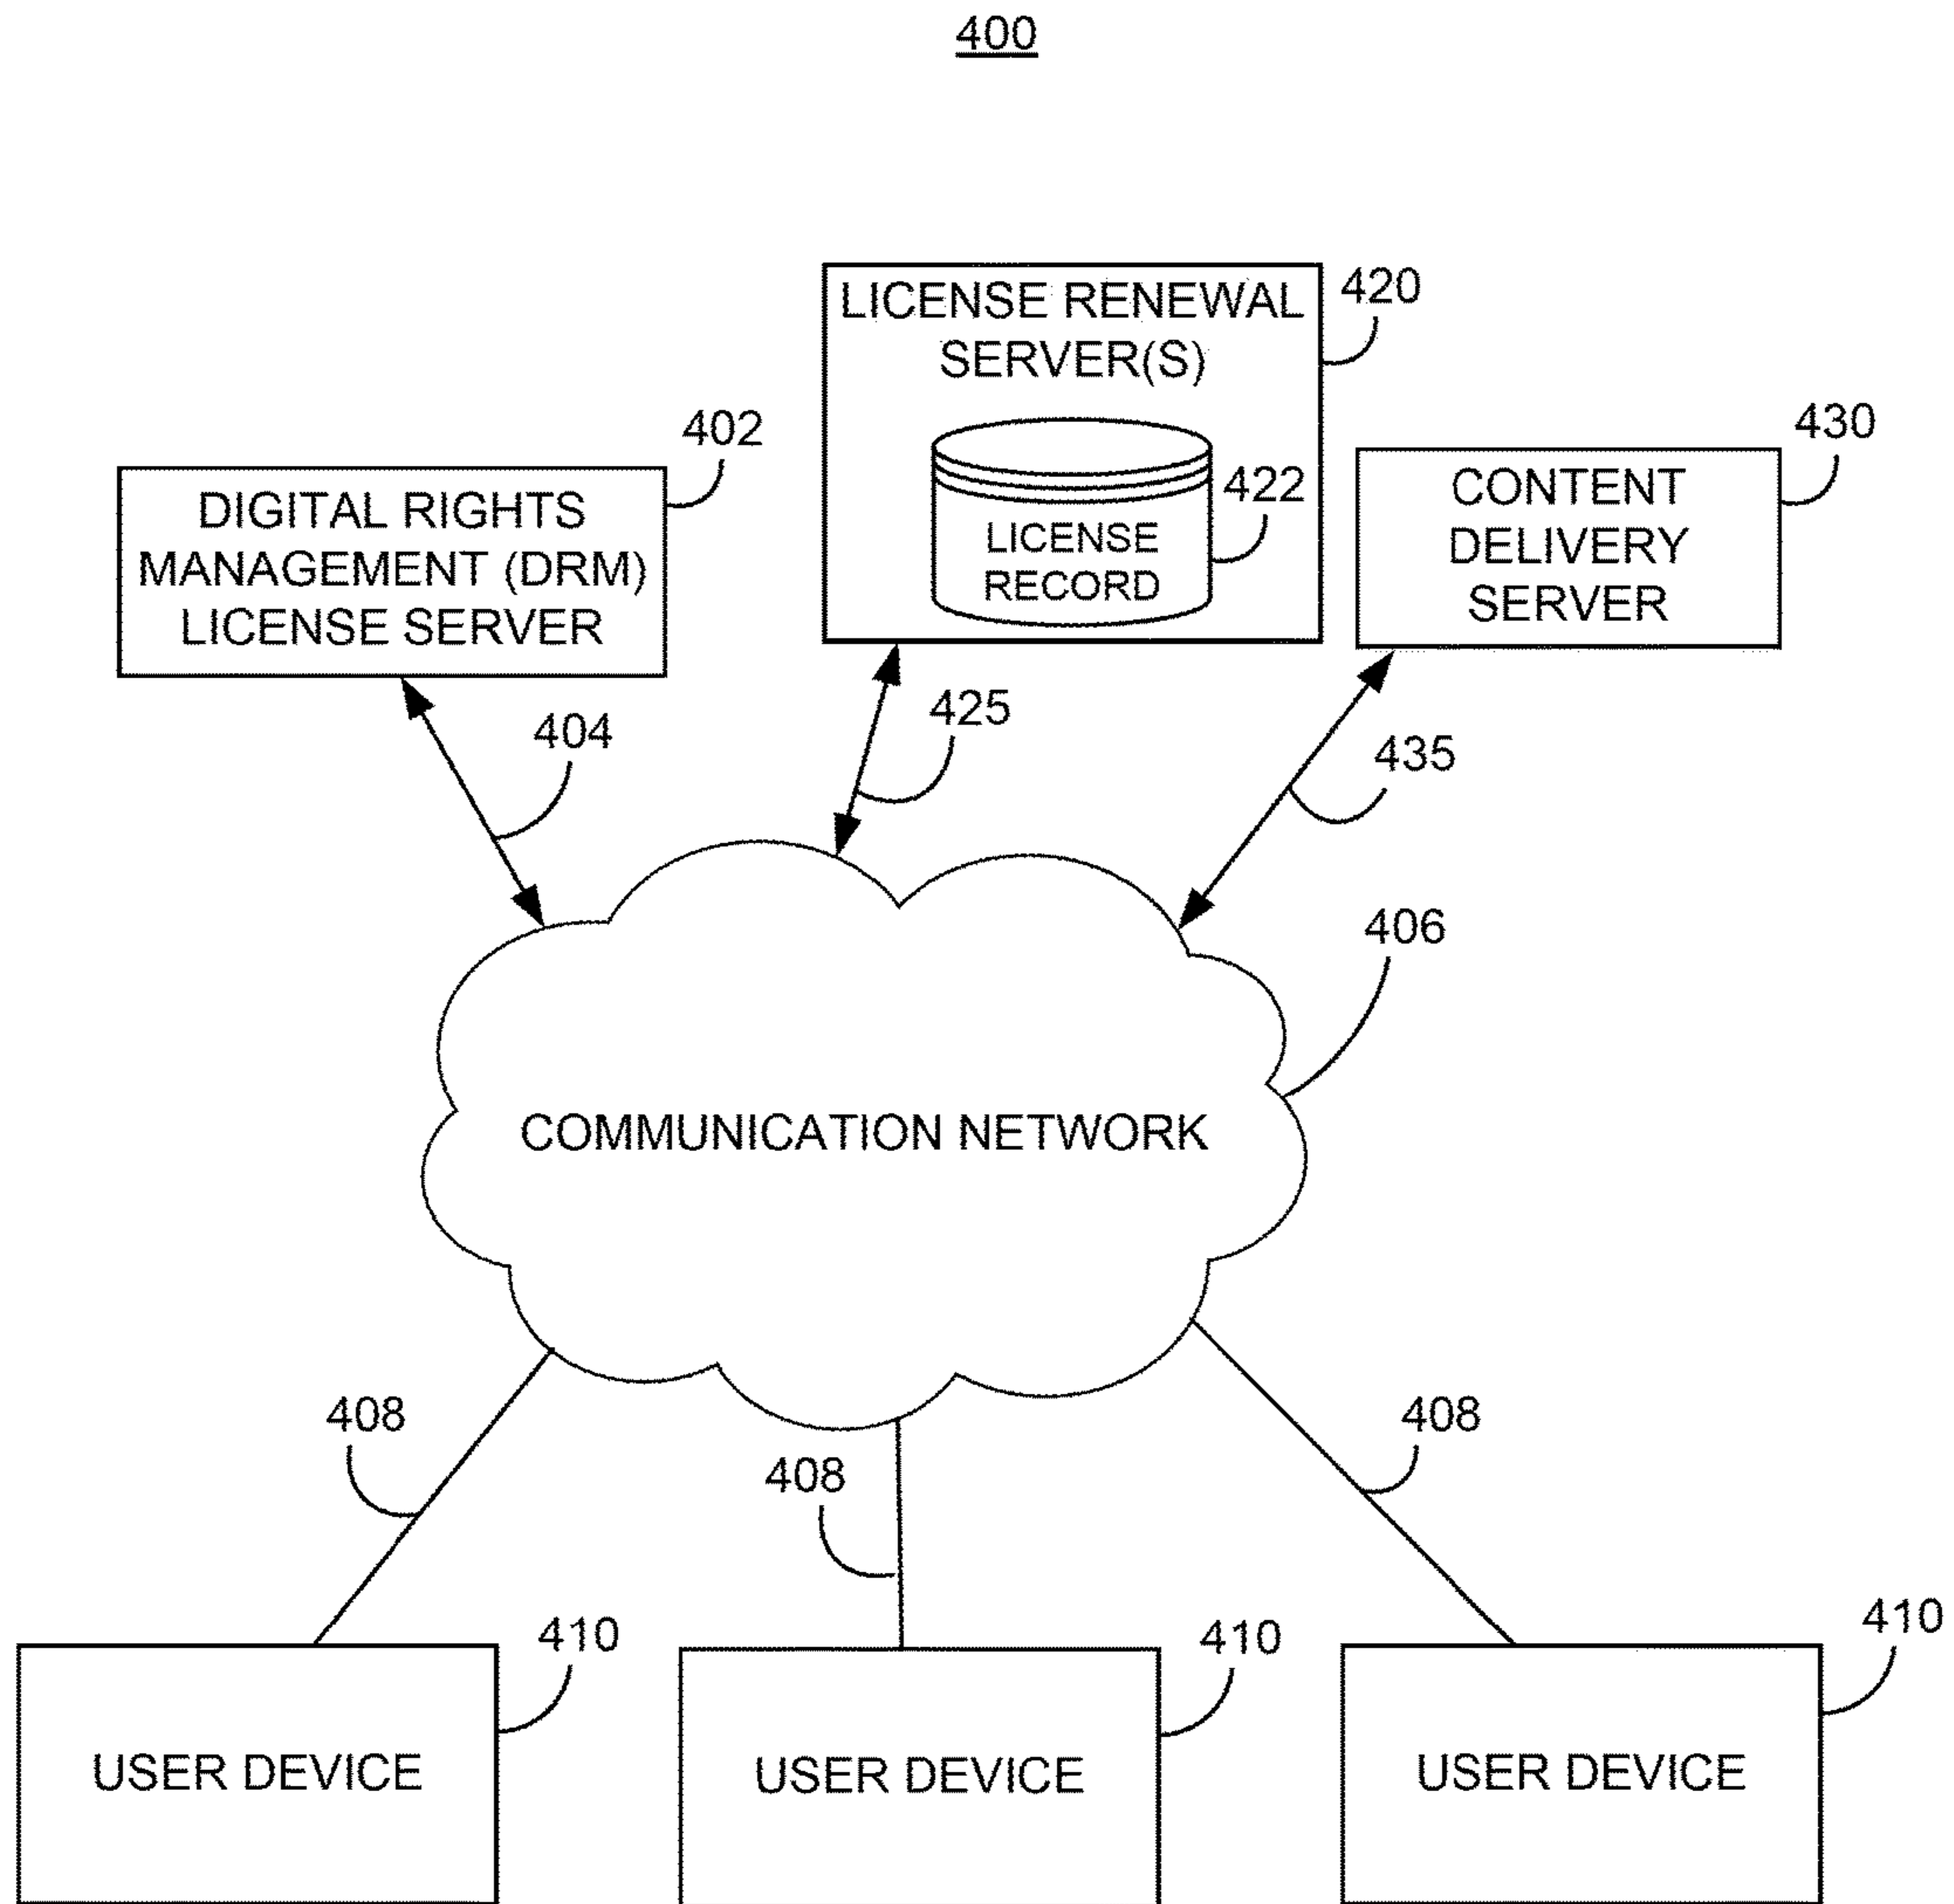 400
LICENSE RENEWAL
SERVER(S)
420
LICENSE
RECORD
422
402
DIGITAL RIGHTS
MANAGEMENT (DRM)
LICENSE SERVER
430
CONTENT
DELIVERY
SERVER
404
425
435
406
COMMUNICATION NETWORK
408
408
408
410
410
410
USER DEVICE
USER DEVICE
USER DEVICE